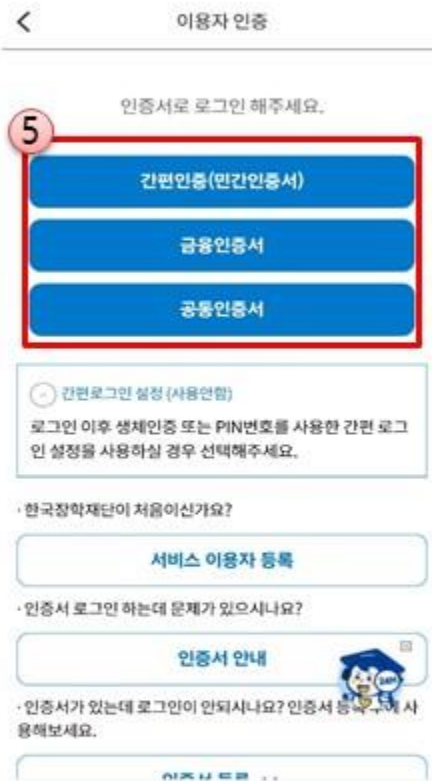 이용자 인증
인증서로 로그인 해주세요.
5
간편인증(민간인증서)
금융인증서
공동인증서
간편로그인 설정 (사용안함)
로그인 이후 생체인증 또는 PIN번호를 사용한 간편 로그
인 설정을 사용하실 경우 선택해주세요.
·한국장학재단이 처음이신가요?
서비스 이용자 등록
·인증서 로그인 하는데 문제가 있으시나요?
인증서 안내
24H
·인증서가 있는데 로그인이 안되시나요? 인증서 등록 후에 사
용해보세요.
인증서 등록